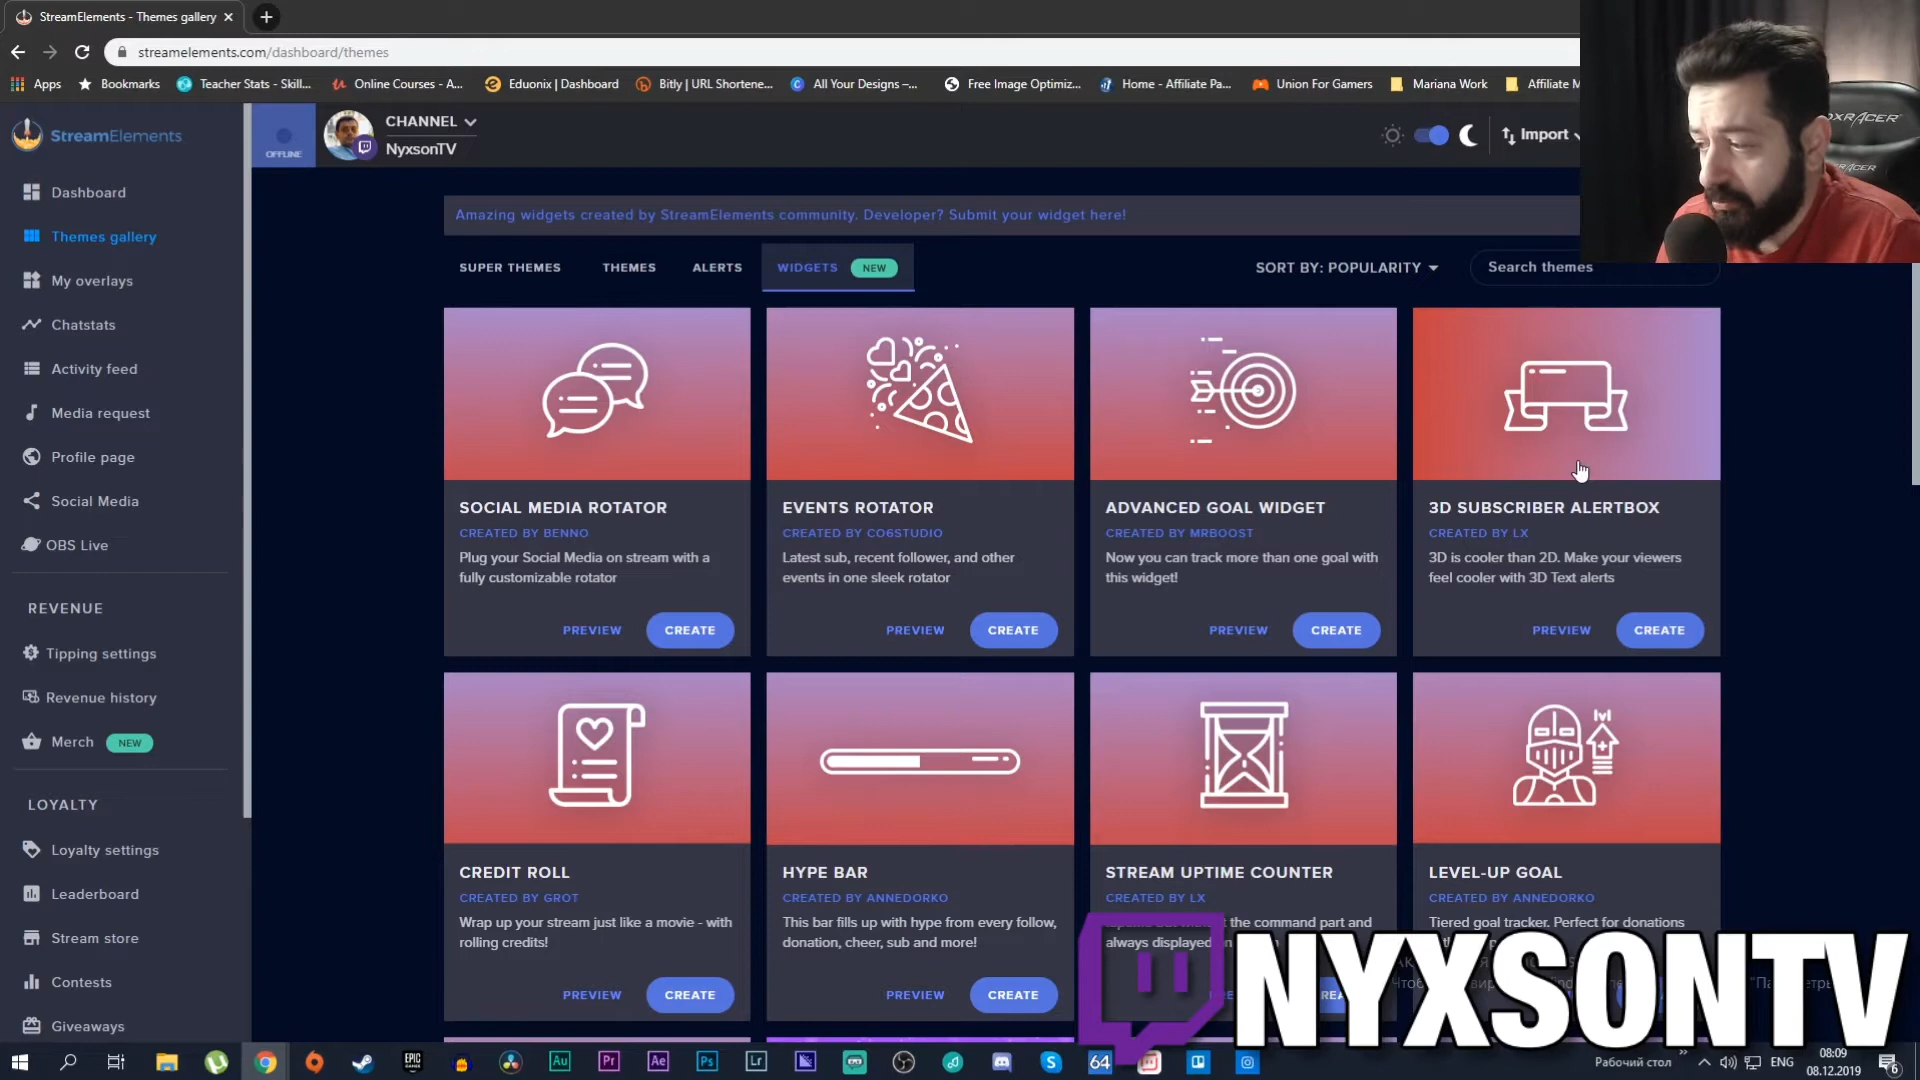 StreamElements - Themes gallery
streamelements.com/dashboard/themes
Apps
Bookmarks
Teacher Stats - Skill...
Online Courses - A...
Eduonix | Dashboard
Bitly | URL Shortene...
All Your Designs -...
Free Image Optimiz...
Home - Affiliate Pa...
Union For Gamers
Mariana Work
Affiliate M
StreamElements
OFFLINE
CHANNEL
NyxsonTV
Import
Dashboard
Themes gallery
My overlays
Chatstats
Activity feed
Media request
Profile page
Social Media
OBS Live
REVENUE
Tipping settings
Revenue history
Merch NEW
LOYALTY
Loyalty settings
Leaderboard
Stream store
Contests
Giveaways
Amazing widgets created by StreamElements community. Developer? Submit your widget here!
SUPER THEMES
THEMES
ALERTS
WIDGETS NEW
SORT BY: POPULARITY
Search themes
SOCIAL MEDIA ROTATOR
CREATED BY BENNO
Plug your Social Media on stream with a
fully customizable rotator
PREVIEW
CREATE
EVENTS ROTATOR
CREATED BY CO6STUDIO
Latest sub, recent follower, and other
events in one sleek rotator
PREVIEW
CREATE
ADVANCED GOAL WIDGET
CREATED BY MRBOOST
Now you can track more than one goal with
this widget!
PREVIEW
CREATE
3D SUBSCRIBER ALERTBOX
CREATED BY LX
3D is cooler than 2D. Make your viewers
feel cooler with 3D Text alerts
PREVIEW
CREATE
CREDIT ROLL
CREATED BY GROT
Wrap up your stream just like a movie - with
rolling credits!
PREVIEW
CREATE
HYPE BAR
CREATED BY ANNEDORKO
This bar fills up with hype from every follow,
donation, cheer, sub and more!
PREVIEW
CREATE
STREAM UPTIME COUNTER
CREATED BY LX
the command part and
always displayed
lvl
LEVEL-UP GOAL
CREATED BY ANNEDORKO
Tiered goal tracker. Perfect for donations
NYXSONTV
Au
Pr
Ae
Ps
Lr
64
Рабочий стол
ENG
08:09
08.12.2019
6